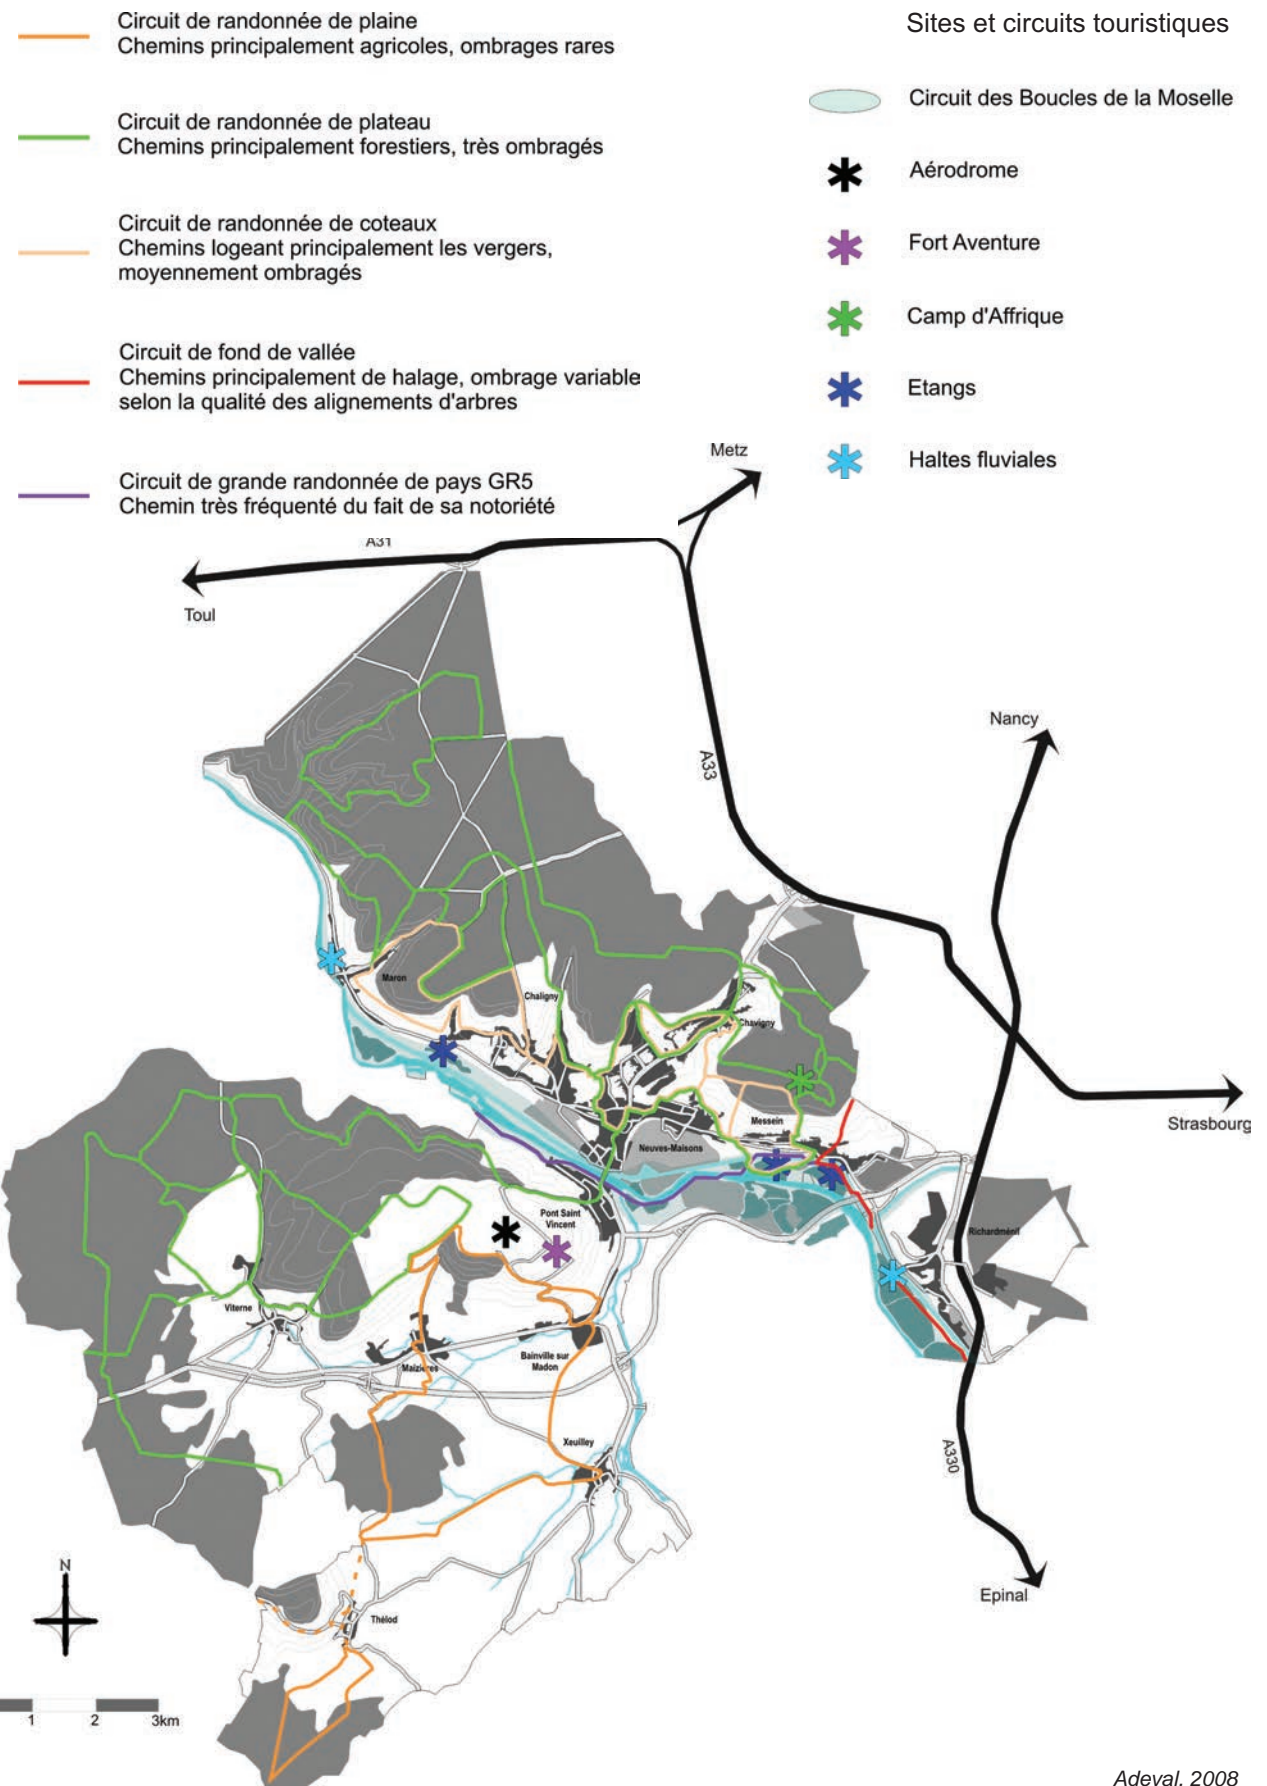 Circuit de randonnée de plaine
Chemins principalement agricoles, ombrages rares
Circuit de randonnée de plateau
Chemins principalement forestiers, très ombragés
Circuit de randonnée de coteaux
Chemins logeant principalement les vergers,
moyennement ombragés
Circuit de fond de vallée
Chemins principalement de halage, ombrage variable
selon la qualité des alignements d'arbres
Circuit de grande randonnée de pays GR5
Chemin très fréquenté du fait de sa notoriété
Sites et circuits touristiques
Circuit des Boucles de la Moselle
Aérodrome
Fort Aventure
Camp d'Affrique
Etangs
Haltes fluviales
Metz
A31
Toul
Nancy
A33
Maron
Chaligny
Chavigny
Strasbourg
Messein
Neuves-Maisons
Pont Saint
Vincent
Richardménil
Viterne
Maizières
Bainville sur
Madon
Xeuilley
A330
Epinal
N
Thélod
1 2 3km
Adeval, 2008